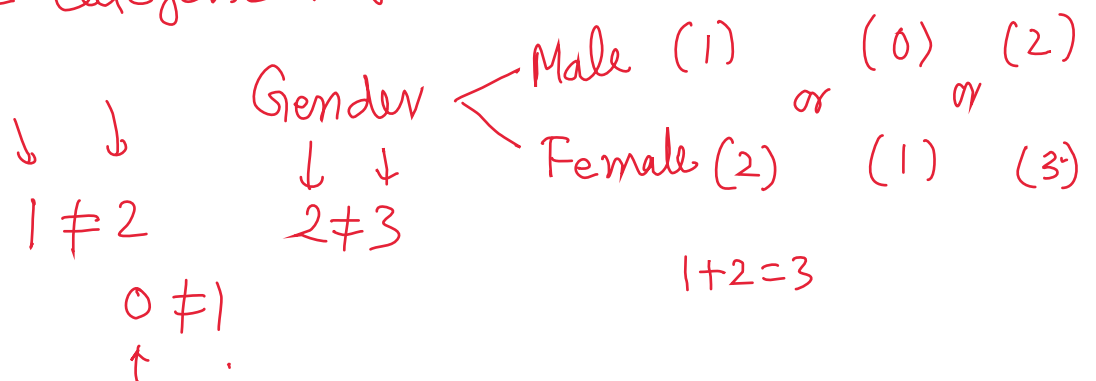 Gender Male (1) (0) (2)
or or
Female (2) (1) (3)
1 ≠ 2 2 ≠ 3
1+2=3
0 ≠ 1